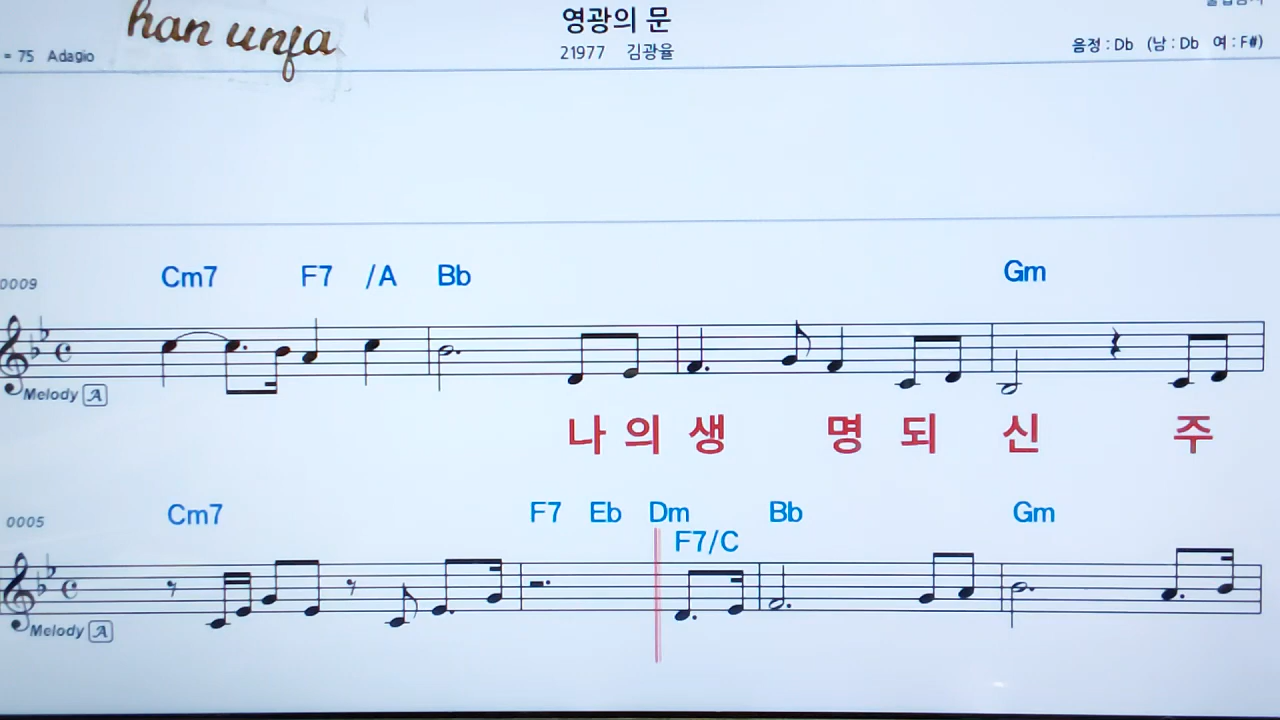 han unja
영광의 문
= 75 Adagio
21977 김광율
음정 : Db (남 : Db 여 : F#)
0009 Cm7 F7 /A Bb Gm
Melody A
나 의 생 명 되 신 주
0005 Cm7 F7 Eb Dm Bb Gm
F7/C
Melody A